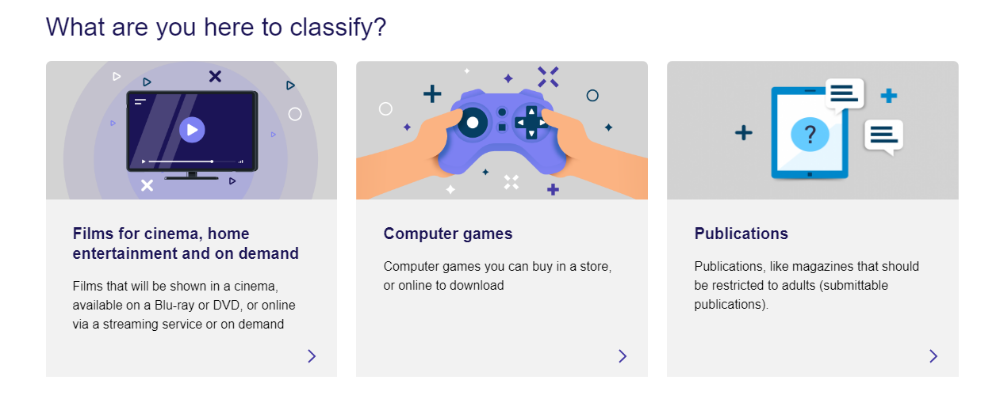 What are you here to classify?
Films for cinema, home
entertainment and on demand
Films that will be shown in a cinema,
available on a Blu-ray or DVD, or online
via a streaming service or on demand
Computer games
Computer games you can buy in a store,
or online to download
?
Publications
Publications, like magazines that should
be restricted to adults (submittable
publications).